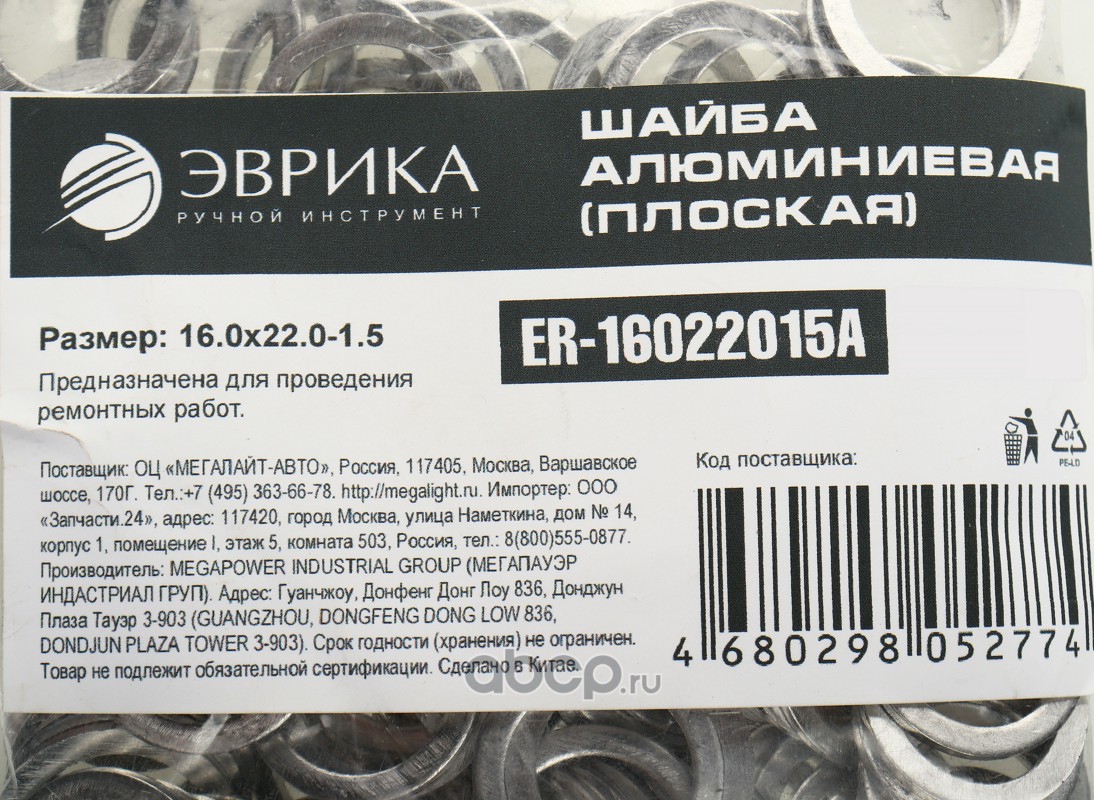 ЭВРИКА
РУЧНОЙ ИНСТРУМЕНТ
ШАЙБА
АЛЮМИНИЕВАЯ
(ПЛОСКАЯ)
Размер: 16.0х22.0-1.5
ER-16022015A
Предназначена для проведения
ремонтных работ.
04
PE-LD
Поставщик: ОЦ «МЕГАЛАЙТ-АВТО», Россия, 117405, Москва, Варшавское
шоссе, 170Г. Тел.:+7 (495) 363-66-78. http://megalight.ru. Импортер: ООО
«Запчасти.24», адрес: 117420, город Москва, улица Наметкина, дом № 14,
корпус 1, помещение I, этаж 5, комната 503, Россия, тел.: 8(800)555-0877.
Производитель: MEGAPOWER INDUSTRIAL GROUP (МЕГАПАУЭР
ИНДАСТРИАЛ ГРУП). Адрес: Гуанчжоу, Донфенг Донг Лоу 836, Донджун
Плаза Тауэр 3-903 (GUANGZHOU, DONGFENG DONG LOW 836,
DONDJUN PLAZA TOWER 3-903). Срок годности (хранения) не ограничен.
Товар не подлежит обязательной сертификации. Сделано в Китае.
Код поставщика:
4 680298 052774
abcp.ru